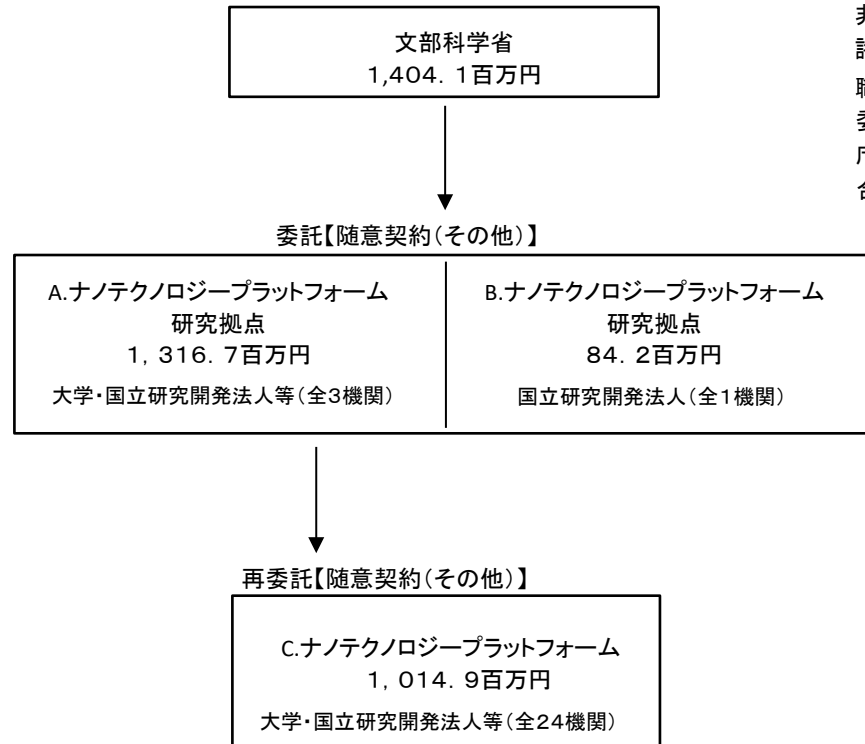 文部科学省
1,404．1百万円
委託【随意契約（その他）】
A.ナノテクノロジープラットフォーム
研究拠点
1，316．7百万円
大学・国立研究開発法人等（全3機関）
B.ナノテクノロジープラットフォーム
研究拠点
84．2百万円
国立研究開発法人（全1機関）
再委託【随意契約（その他）】
C.ナノテクノロジープラットフォーム
1，014．9百万円
大学・国立研究開発法人等（全24機関）